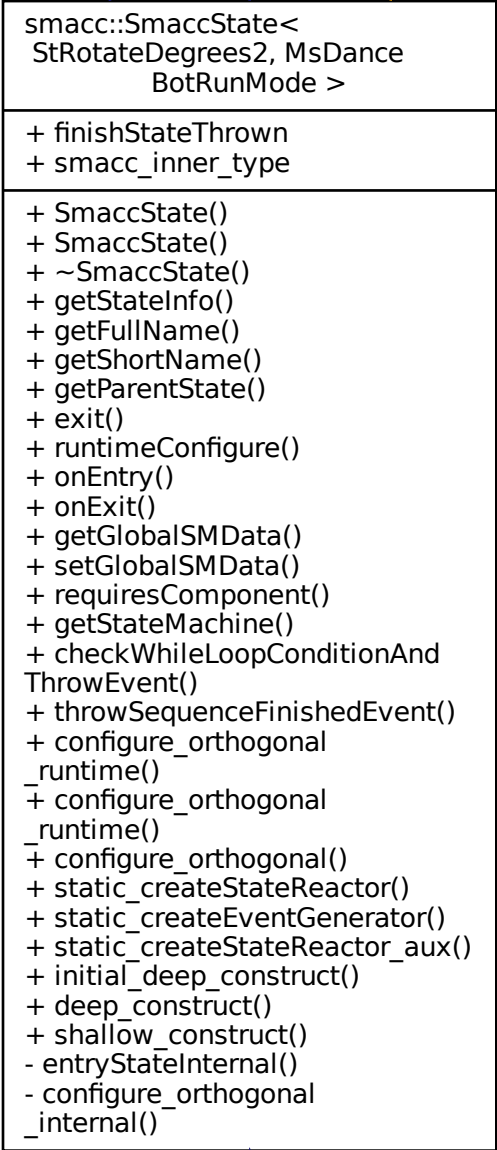 smacc::SmaccState<
StRotateDegrees2, MsDance
BotRunMode >
+ finishStateThrown
+ smacc_inner_type
+ SmaccState()
+ SmaccState()
+ ~SmaccState()
+ getStateInfo()
+ getFullName()
+ getShortName()
+ getParentState()
+ exit()
+ runtimeConfigure()
+ onEntry()
+ onExit()
+ getGlobalSMData()
+ setGlobalSMData()
+ requiresComponent()
+ getStateMachine()
+ checkWhileLoopConditionAnd
ThrowEvent()
+ throwSequenceFinishedEvent()
+ configure_orthogonal
_runtime()
+ configure_orthogonal
_runtime()
+ configure_orthogonal()
+ static_createStateReactor()
+ static_createEventGenerator()
+ static_createStateReactor_aux()
+ initial_deep_construct()
+ deep_construct()
+ shallow_construct()
- entryStateInternal()
- configure_orthogonal
_internal()